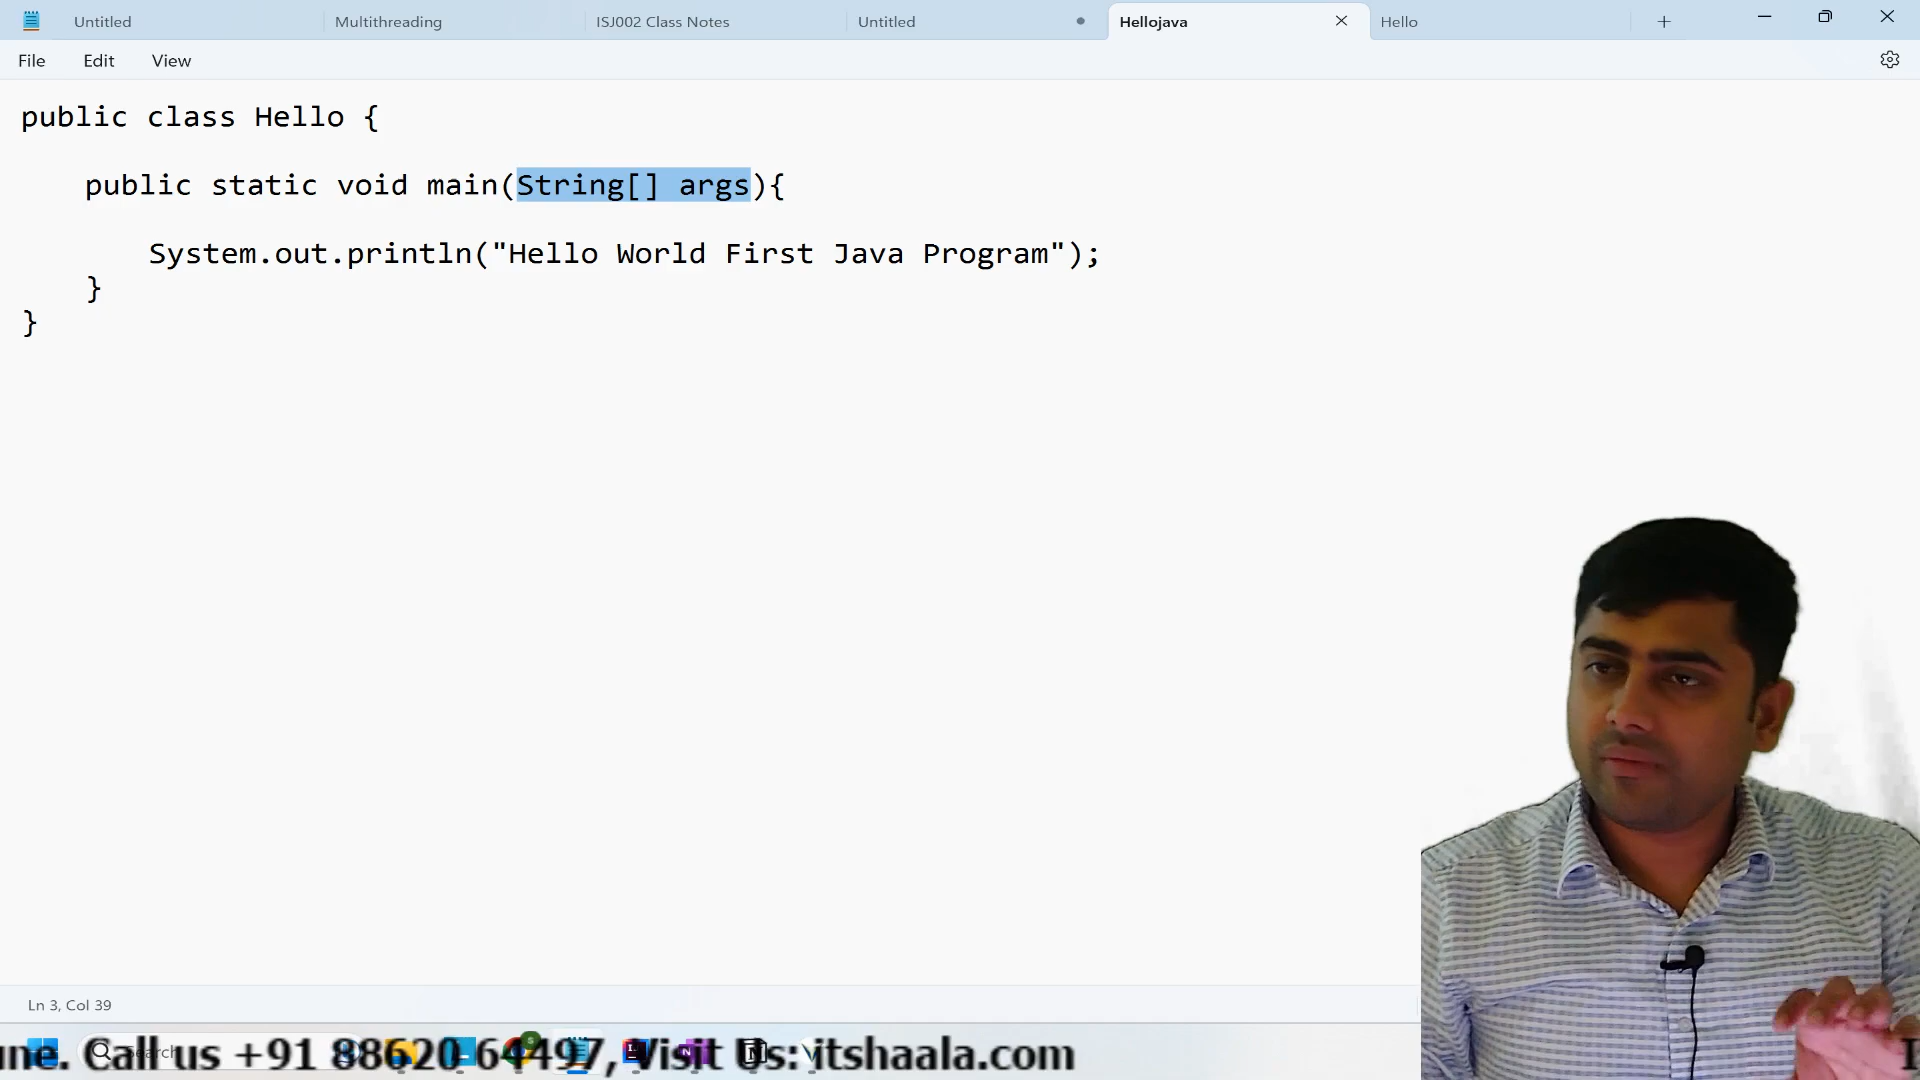 Untitled Multithreading ISJ002 Class Notes Untitled Hellojava Hello
File Edit View
public class Hello {
public static void main(String[] args){
System.out.println("Hello World First Java Program");
}
}
Ln 3, Col 39
Search
une. Call us +91 88620 64497, Visit Us: itshaala.com